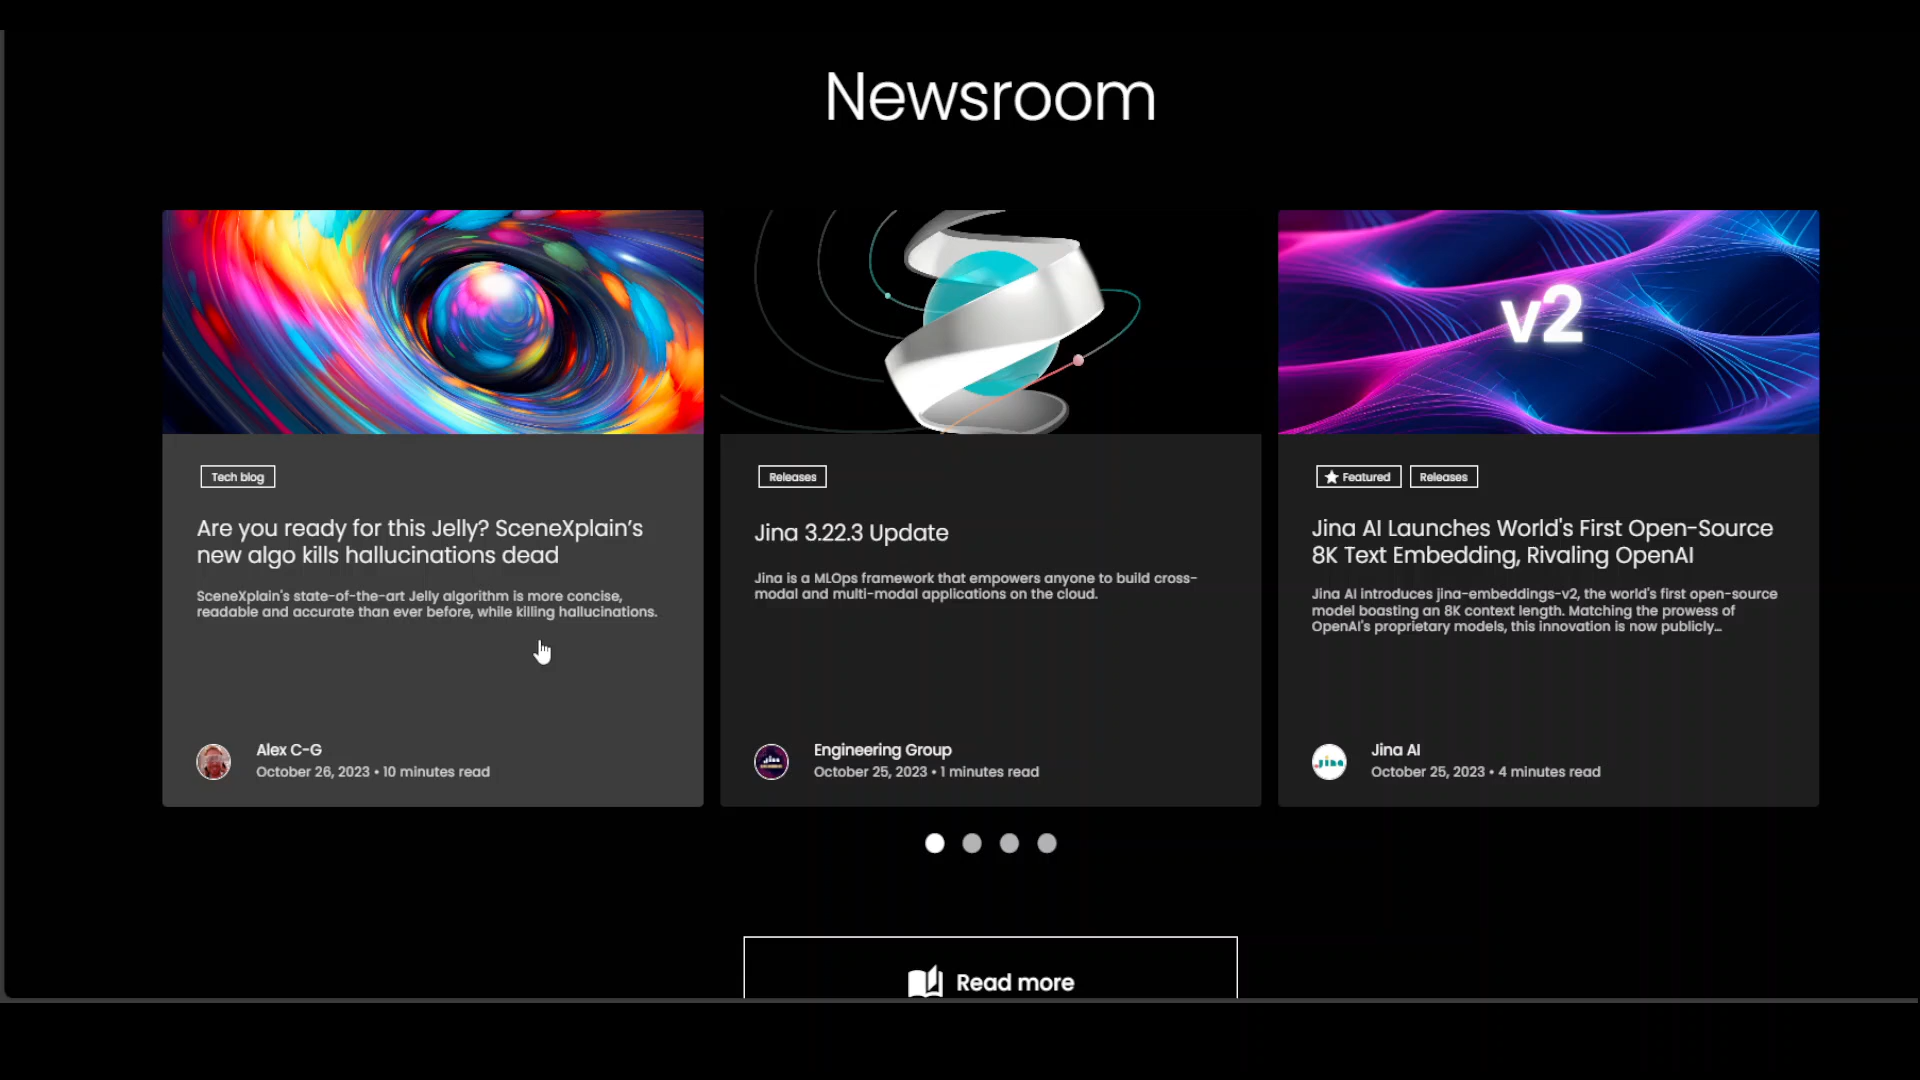 Newsroom
v2
Tech blog
Are you ready for this Jelly? SceneXplain's
new algo kills hallucinations dead
SceneXplain's state-of-the-art Jelly algorithm is more concise,
readable and accurate than ever before, while killing hallucinations.
Alex C-G
October 26, 2023 • 10 minutes read
Releases
Jina 3.22.3 Update
Jina is a MLOps framework that empowers anyone to build cross-
modal and multi-modal applications on the cloud.
Engineering Group
October 25, 2023 • 1 minutes read
Featured
Releases
Jina AI Launches World's First Open-Source
8K Text Embedding, Rivaling OpenAI
Jina AI introduces jina-embeddings-v2, the world's first open-source
model boasting an 8K context length. Matching the prowess of
OpenAI's proprietary models, this innovation is now publicly...
jina
Jina AI
October 25, 2023 • 4 minutes read
Read more